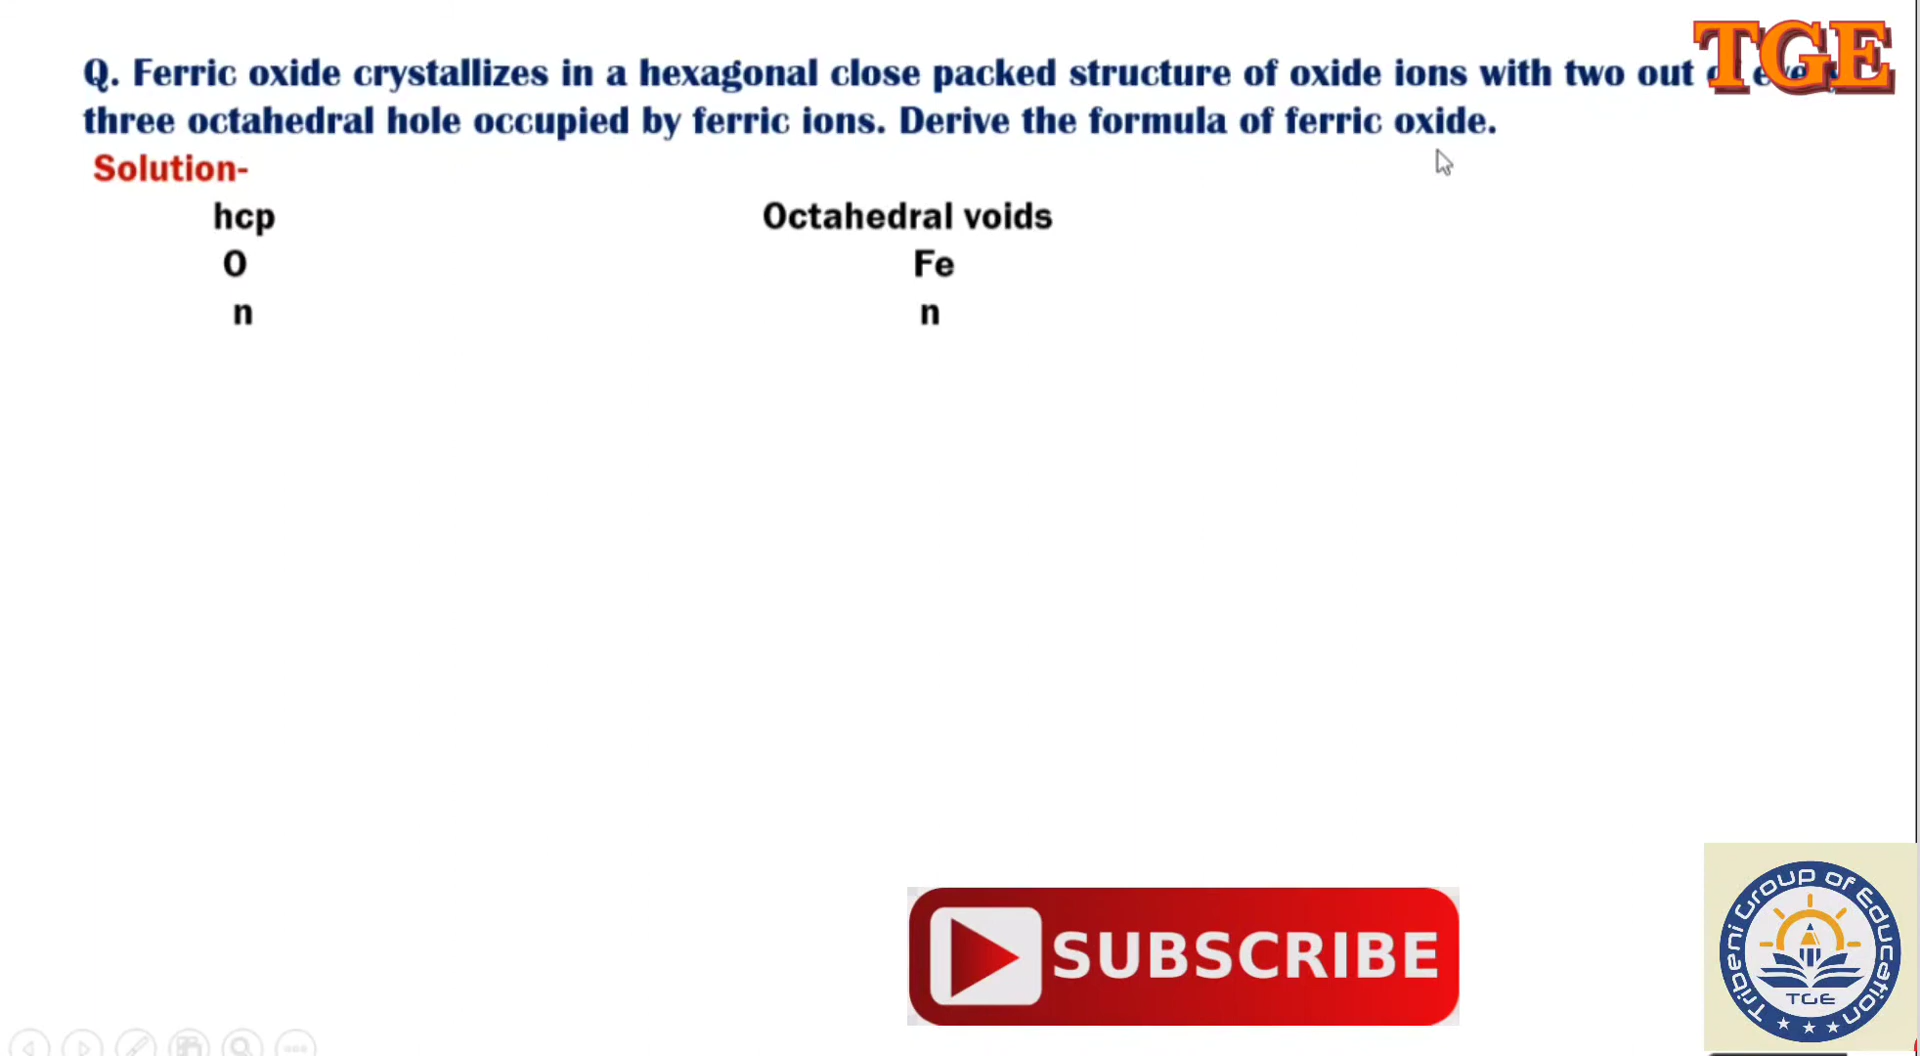 TGE
Q. Ferric oxide crystallizes in a hexagonal close packed structure of oxide ions with two out
three octahedral hole occupied by ferric ions. Derive the formula of ferric oxide.
Solution-
hcp Octahedral voids
O Fe
n n
SUBSCRIBE
Tribeni Group of Education
TGE